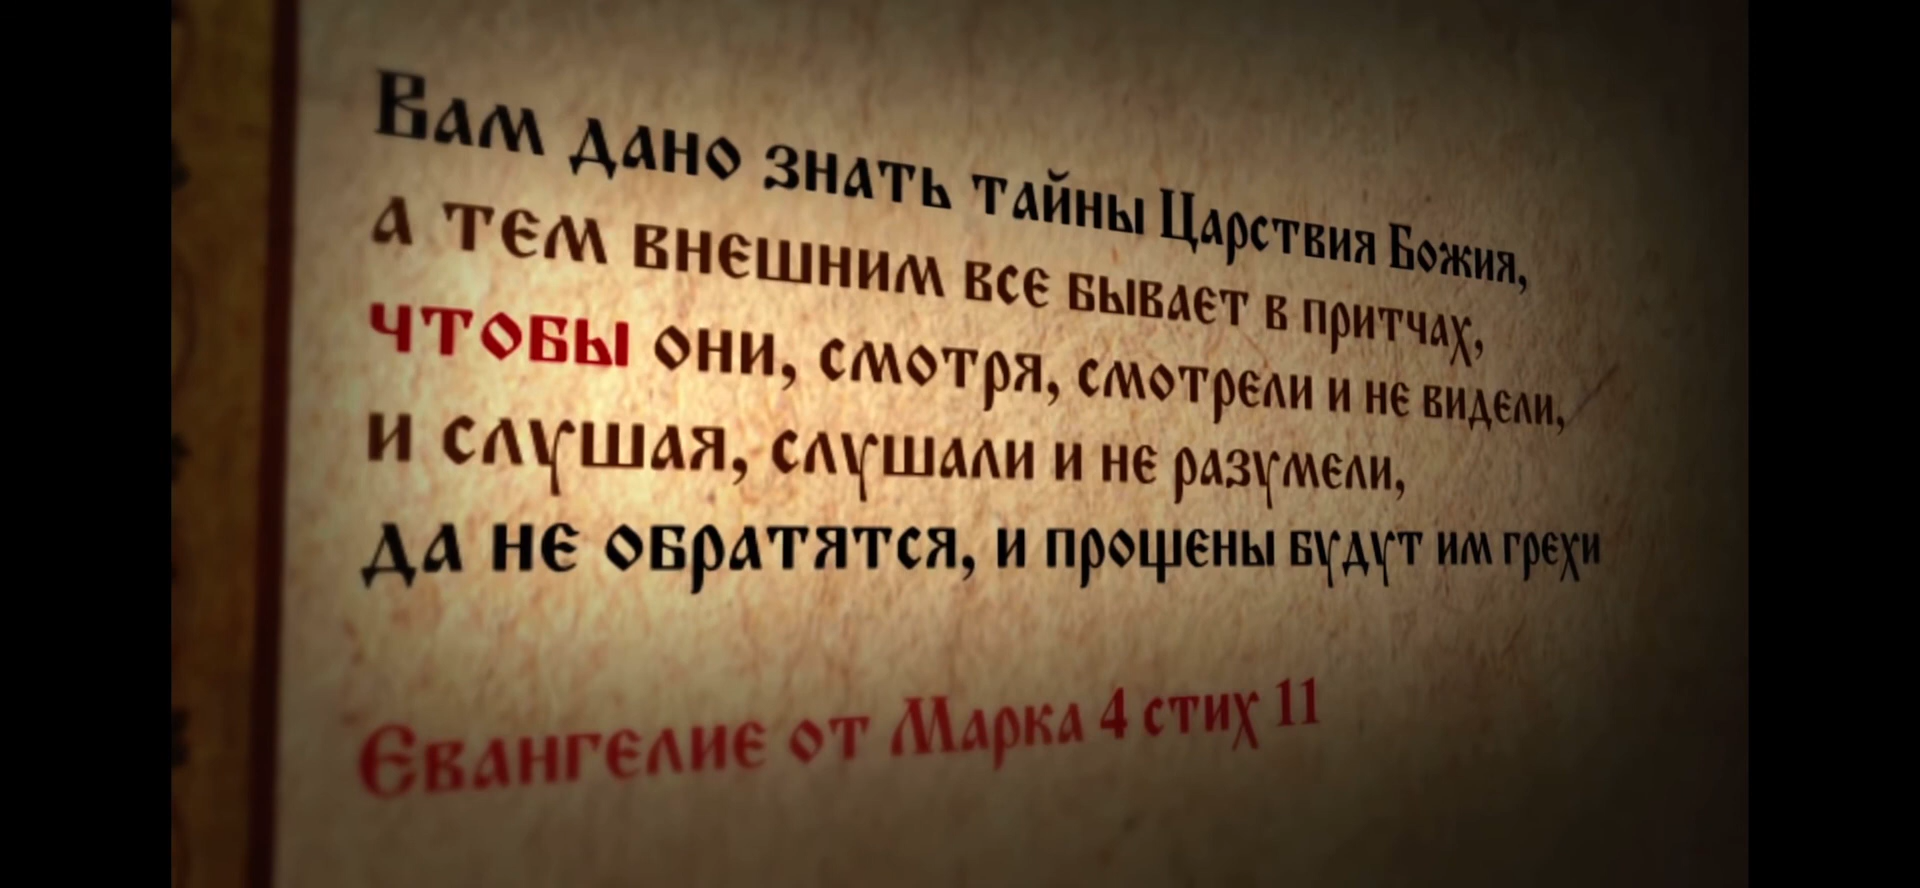 Вам дано знать тайны Царствия Божия,
а тем внешним все бывает в притчах,
чтобы они, смотря, смотрели и не видели,
и слушая, слушали и не разумели,
да не обратятся, и прощены будут им грехи
Евангелие от Марка 4 стих 11